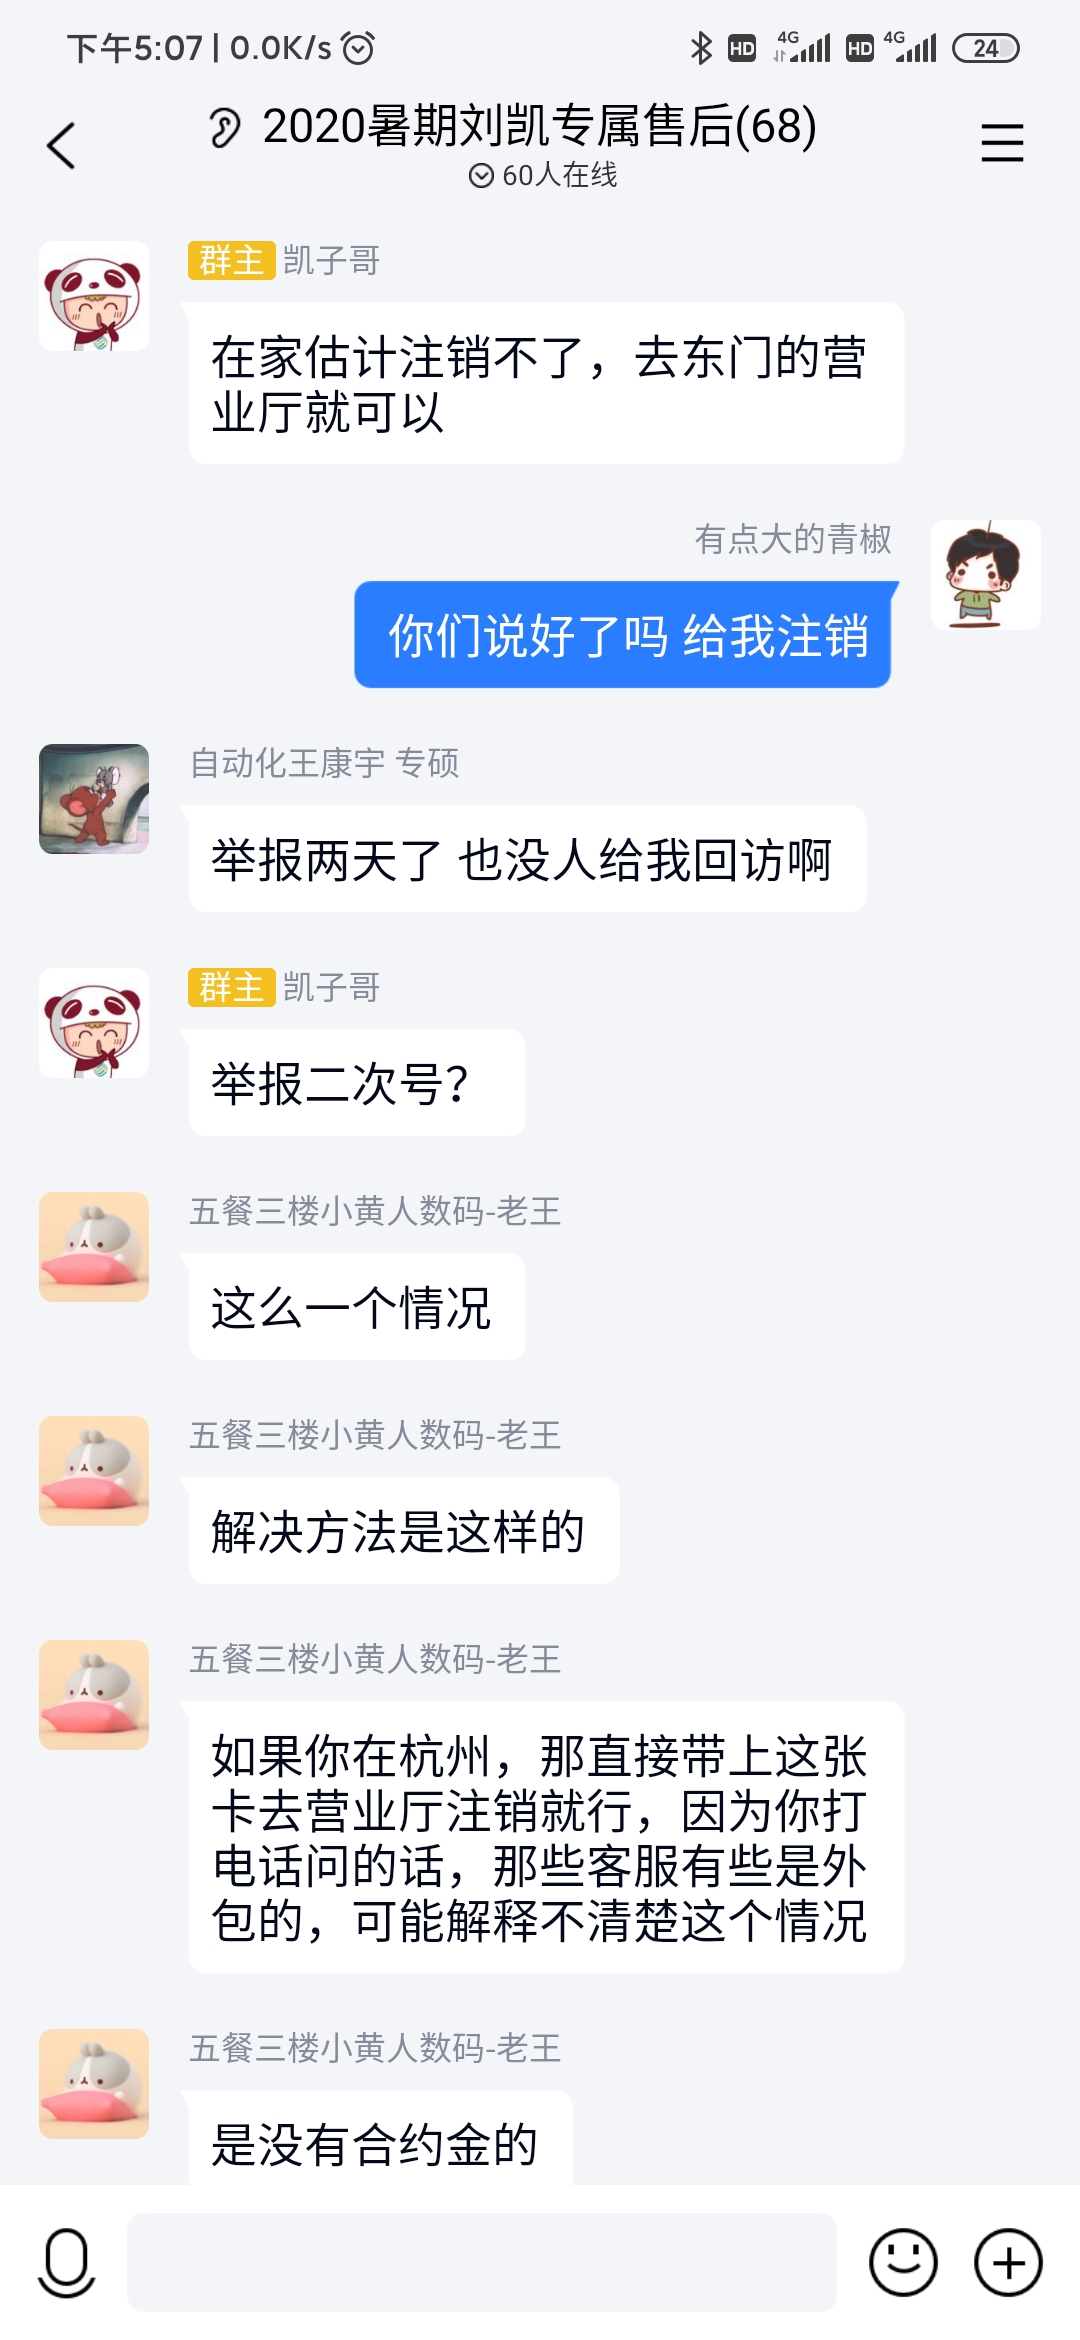 下午5:07 | 0.0K/s
HD 4G HD 4G 24
2020暑期刘凯专属售后(68)
60人在线
群主 凯子哥
在家估计注销不了，去东门的营
业厅就可以
有点大的青椒
你们说好了吗 给我注销
自动化王康宇 专硕
举报两天了 也没人给我回访啊
群主 凯子哥
举报二次号？
五餐三楼小黄人数码-老王
这么一个情况
五餐三楼小黄人数码-老王
解决方法是这样的
五餐三楼小黄人数码-老王
如果你在杭州，那直接带上这张
卡去营业厅注销就行，因为你打
电话问的话，那些客服有些是外
包的，可能解释不清楚这个情况
五餐三楼小黄人数码-老王
是没有合约金的